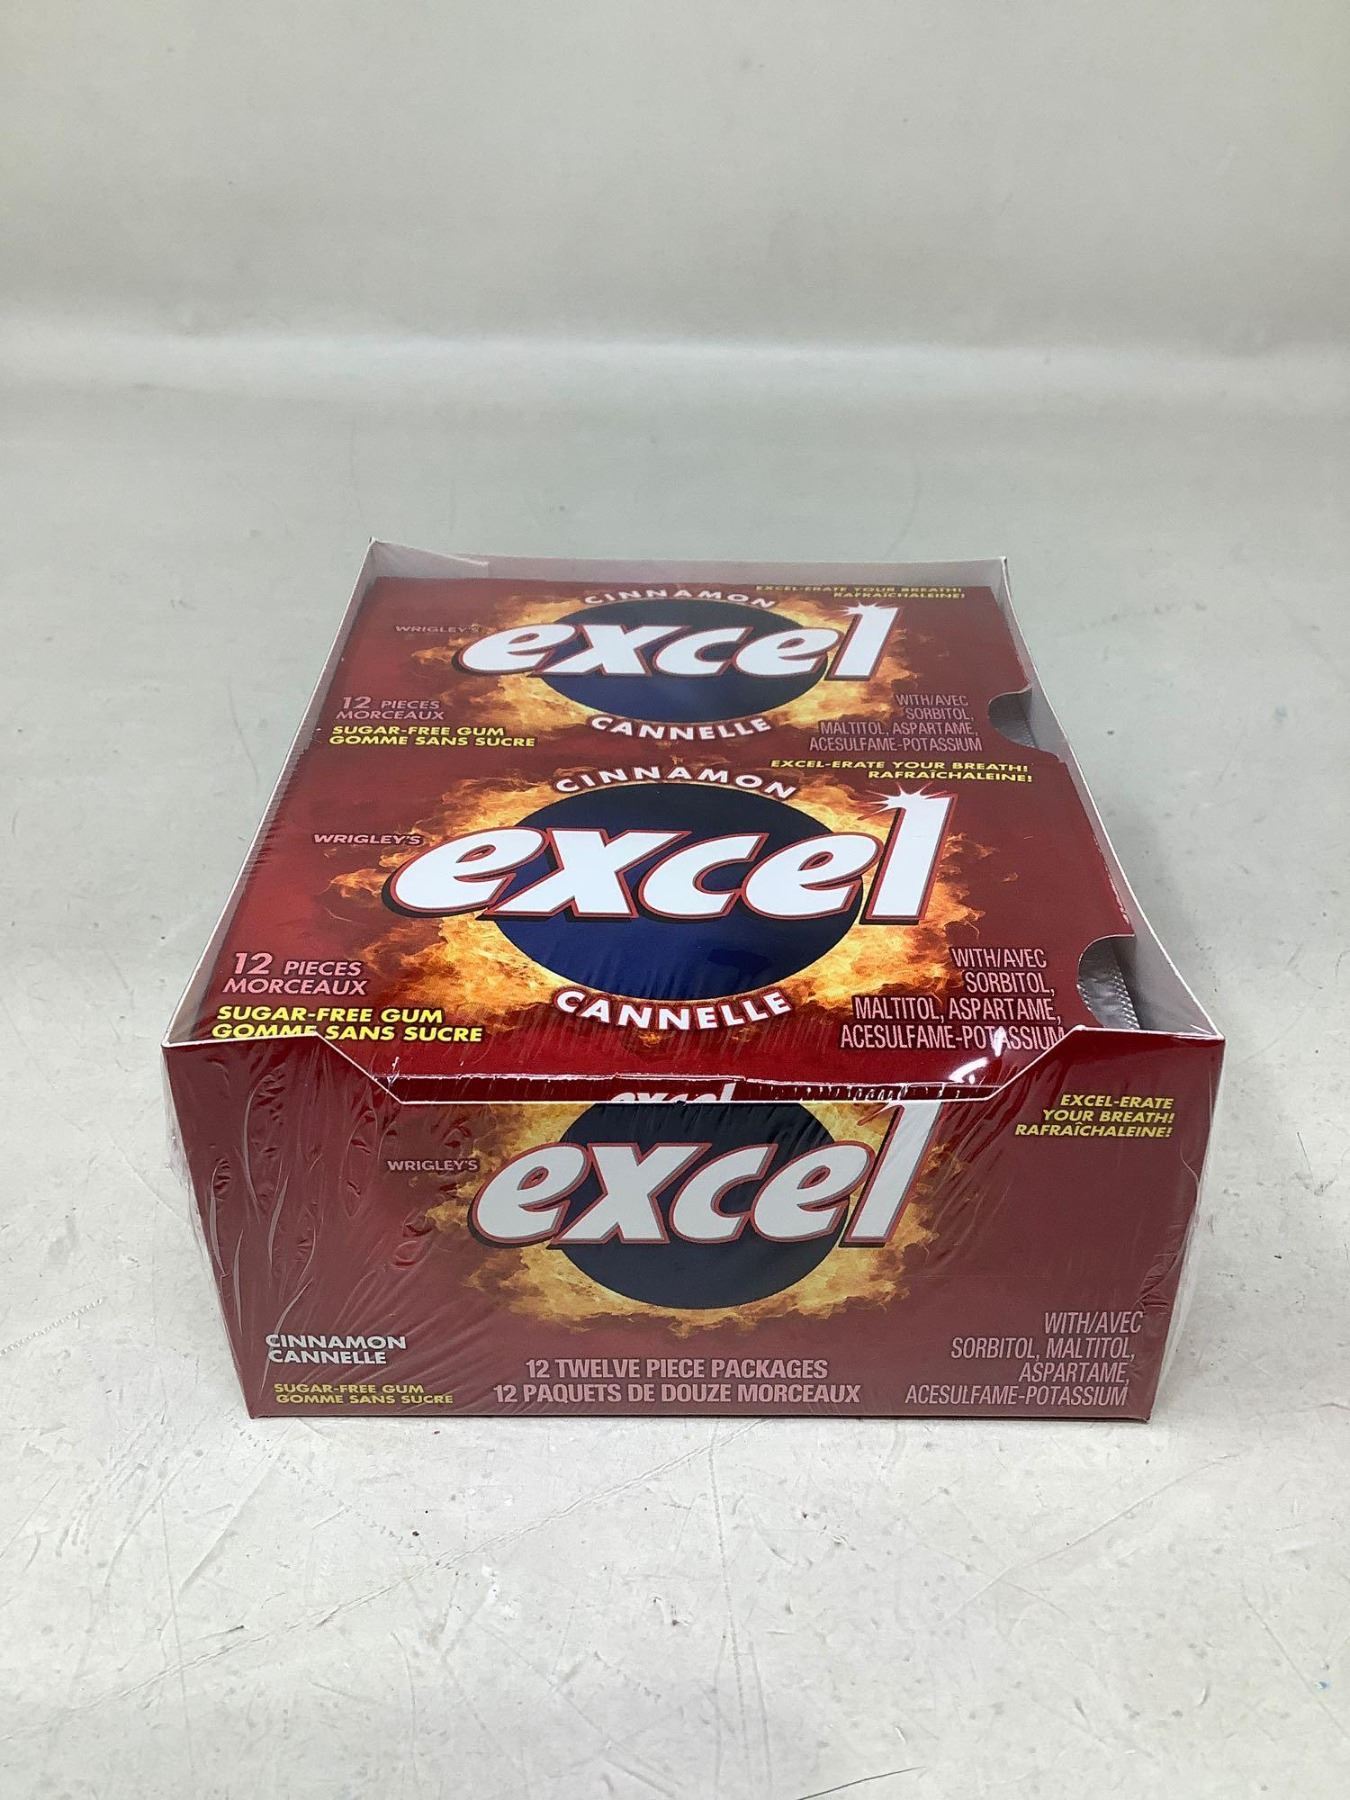 CINNAMON
EXCEL-ERATE YOUR BREATH!
RAFRAÎCHALEINE!
WRIGLEY'S
excel
12 PIECES
MORCEAUX
CANNELLE
SUGAR-FREE GUM
GOMME SANS SUCRE
WITH/AVEC
SORBITOL,
MALTITOL, ASPARTAME,
ACESULFAME-POTASSIUM
CINNAMON
EXCEL-ERATE YOUR BREATH!
RAFRAÎCHALEINE!
WRIGLEY'S
excel
12 PIECES
MORCEAUX
CANNELLE
SUGAR-FREE GUM
GOMME SANS SUCRE
WITH/AVEC
SORBITOL,
MALTITOL, ASPARTAME,
ACESULFAME-POTASSIUM
excel
EXCEL-ERATE
YOUR BREATH!
RAFRAÎCHALEINE!
WRIGLEY'S
excel
CINNAMON
CANNELLE
SUGAR-FREE GUM
GOMME SANS SUCRE
12 TWELVE PIECE PACKAGES
12 PAQUETS DE DOUZE MORCEAUX
WITH/AVEC
SORBITOL, MALTITOL,
ASPARTAME,
ACESULFAME-POTASSIUM